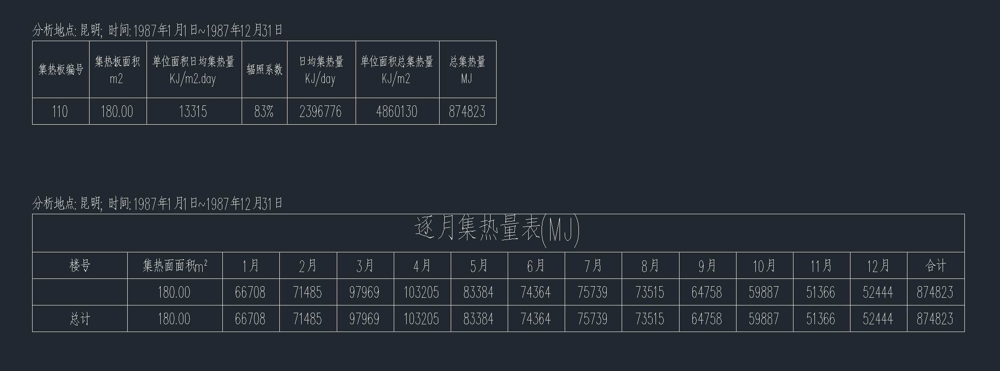 分析地点: 昆明; 时间: 1987年1月1日~1987年12月31日
集热板编号 集热板面积 m2 单位面积日均集热量 KJ/m2.day 辐照系数 日均集热量 KJ/day 单位面积总集热量 KJ/m2 总集热量 MJ
110 180.00 13315 83% 2396776 4860130 874823
分析地点: 昆明; 时间: 1987年1月1日~1987年12月31日
逐月集热量表(MJ)
楼号 集热面面积m² 1月 2月 3月 4月 5月 6月 7月 8月 9月 10月 11月 12月 合计
180.00 66708 71485 97969 103205 83384 74364 75739 73515 64758 59887 51366 52444 874823
总计 180.00 66708 71485 97969 103205 83384 74364 75739 73515 64758 59887 51366 52444 874823